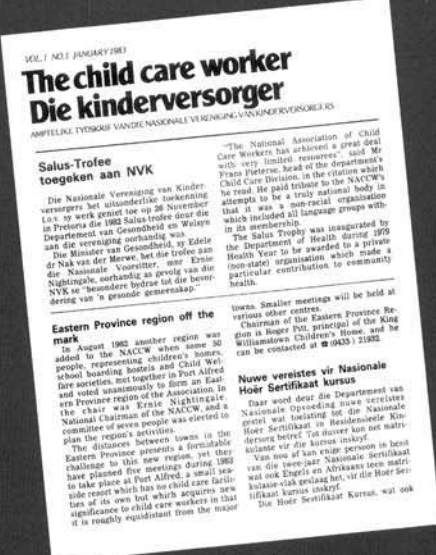 VOL.1 NO.1 JANUARY 1983
The child care worker
Die kinderversorger
AMPTELIKE TYDSKRIF VAN DIE NASIONALE VERENIGING VAN KINDERVERSORGERS
Salus-Trofee
toegeken aan NVK
Die Nasionale Vereniging van Kinder-
versorgers het uitsonderlike toekenning
t.o.v. sy werk geniet toe op 26 November
in Pretoria die 1982 Salus-trofee deur die
Departement van Gesondheid en Welsyn
aan die vereniging oorhandig was.
Die Minister van Gesondheid, sy Edele
dr Nak van der Merwe, het die trofee aan
die Nasionale Voorsitter, mnr Ernie
Nightingale, oorhandig as gevolg van die
NVK se "besondere bydrae tot die bevor-
dering van 'n gesonde gemeenskap."
"The National Association of Child
Care Workers has achieved a great deal
with very limited resources", said Mr
Frans Pieterse, head of the department's
Child Care Division, in the citation which
he read. He paid tribute to the NACCW's
attempts to be a truly national body in
that it was a non-racial organisation
which included all language groups with-
in its membership.
The Salus Trophy was inaugurated by
the Department of Health during 1979
Health Year to be awarded to a private
(non-state) organisation which made a
particular contribution to community
health.
Eastern Province region off the
mark
In August 1982 another region was
added to the NACCW when some 50
people, representing children's homes,
school boarding hostels and Child Wel-
fare societies, met together in Port Alfred
and voted unanimously to form an East-
ern Province region of the Association. In
the chair was Ernie Nightingale,
National Chairman of the NACCW, and a
committee of seven people was elected to
plan the region's activities.
The distances between towns in the
Eastern Province presents a formidable
challenge to this new region, yet they
have planned five meetings during 1983
to take place at Port Alfred, a small sea-
side resort which has no child care facili-
ties of its own but which acquires new
significance to child care workers in that
it is roughly equidistant from the major
towns. Smaller meetings will be held at
various other centres.
Chairman of the Eastern Province Re-
gion is Roger Pitt, principal of the King
Williamstown Children's Home, and he
can be contacted at ☎ (0433) 21932.
Nuwe vereistes vir Nasionale
Hoër Sertifikaat kursus
Daar word deur die Departement van
Nasionale Opvoeding nuwe vereistes
gestel wat toelating tot die Nasionale
Hoër Sertifikaat in Residensiële Kin-
dersorg betref. Tot dusver kon net matri-
kulante vir die kursus inskryf.
Van nou af kan enige persoon in besit
van die twee-jaar Nasionale Sertifikaat
wat ook Engels en Afrikaans teen matri-
kulasie-vlak geslaag het, vir die Hoër Ser-
tifikaat kursus inskryf.
Die Hoër Sertifikaat Kursus, wat ook